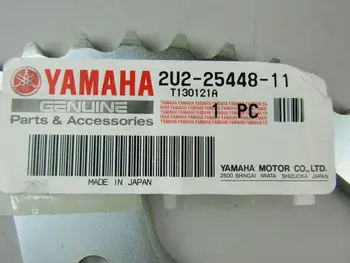 YAMAHA 2U2-25448-11
T130121A
GENUINE
Parts & Accessories
1 PC
YAMAHA MOTOR CO.,LTD.
2500 SHINGAI IWATA SHIZUOKA JAPAN
MADE IN JAPAN